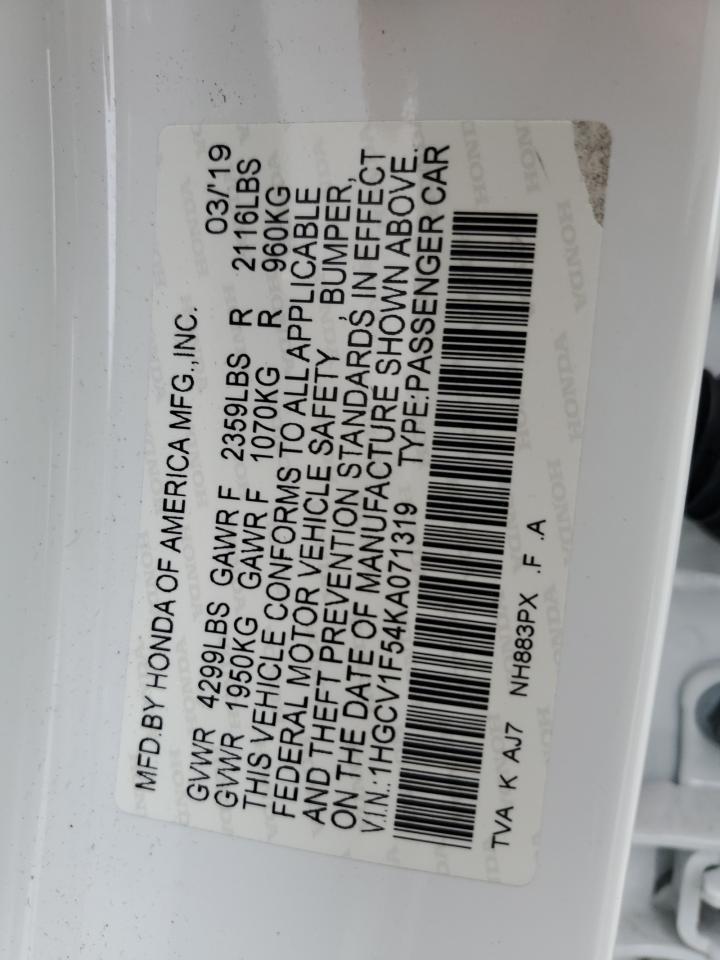 MFD.BY HONDA OF AMERICA MFG.,INC. 03/'19
GVWR 4299LBS GAWR F 2359LBS R 2116LBS
GVWR 1950KG GAWR F 1070KG R 960KG
THIS VEHICLE CONFORMS TO ALL APPLICABLE
FEDERAL MOTOR VEHICLE SAFETY , BUMPER,
AND THEFT PREVENTION STANDARDS IN EFFECT
ON THE DATE OF MANUFACTURE SHOWN ABOVE.
V.I.N.:1HGCV1F54KA071319 TYPE:PASSENGER CAR
TVA K AJ7 NH883PX .F .A